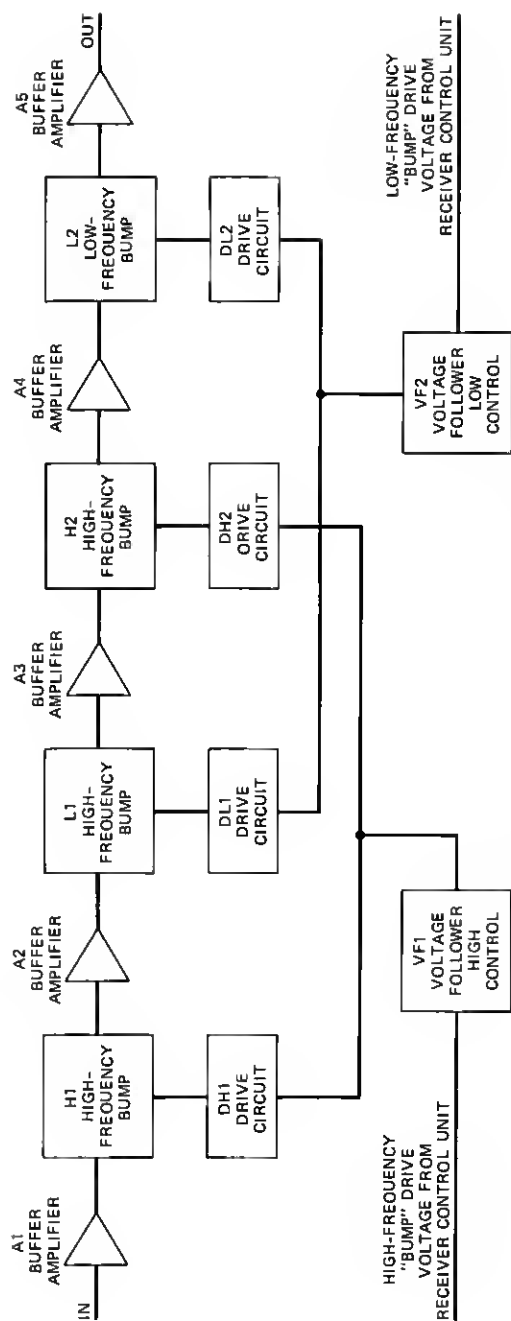 IN
A1
BUFFER
AMPLIFIER
H1
HIGH-
FREQUENCY
BUMP
A2
BUFFER
AMPLIFIER
L1
HIGH-
FREQUENCY
BUMP
A3
BUFFER
AMPLIFIER
H2
HIGH-
FREQUENCY
BUMP
A4
BUFFER
AMPLIFIER
L2
LOW-
FREQUENCY
BUMP
A5
BUFFER
AMPLIFIER
OUT
DH1
DRIVE
CIRCUIT
DL1
DRIVE
CIRCUIT
DH2
ORIVE
CIRCUIT
DL2
DRIVE
CIRCUIT
HIGH-FREQUENCY
"BUMP" DRIVE
VOLTAGE FROM
RECEIVER CONTROL UNIT
VF1
VOLTAGE
FOLLOWER
HIGH
CONTROL
VF2
VOLTAGE
FOLLOWER
LOW
CONTROL
LOW-FREQUENCY
"BUMP" DRIVE
VOLTAGE FROM
RECEIVER CONTROL UNIT